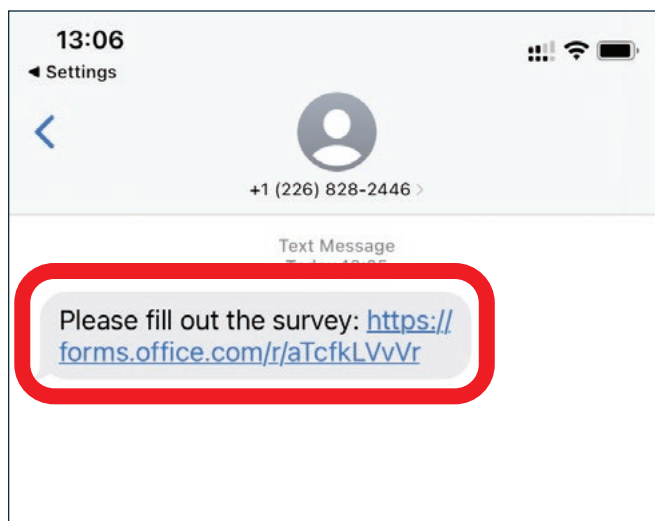 13:06
◀ Settings
+1 (226) 828-2446 >
Text Message
Please fill out the survey: https://
forms.office.com/r/aTcfkLVvVr